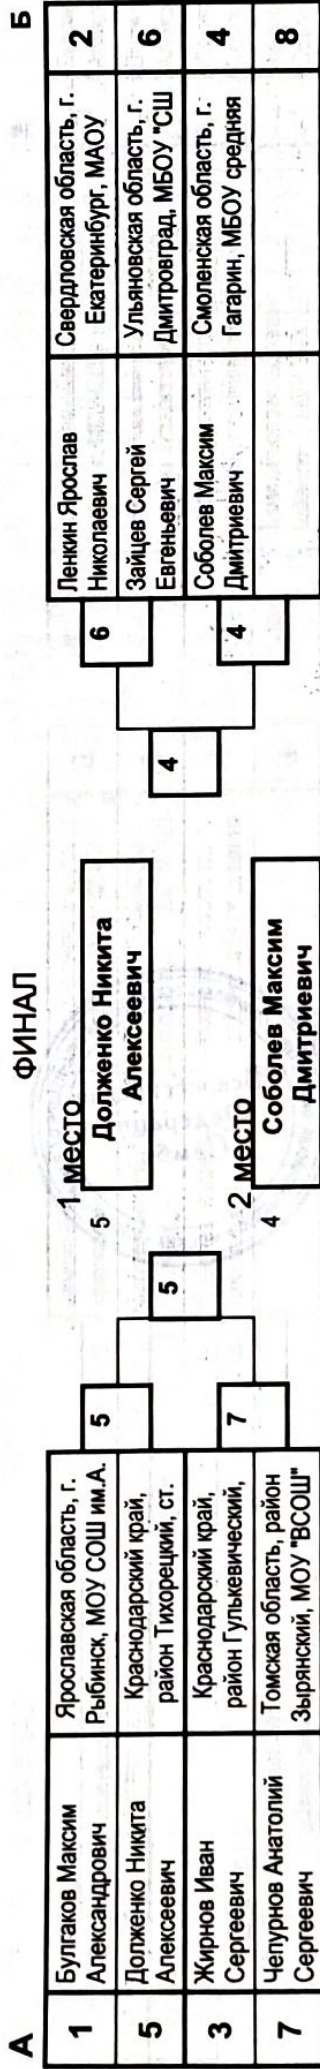 А
ФИНАЛ
Б
1
Булгаков Максим
Александрович
Ярославская область, г.
Рыбинск, МОУ СОШ им.А.
5
Долженко Никита
Алексеевич
Краснодарский край,
район Тихорецкий, ст.
3
Жирнов Иван
Сергеевич
Краснодарский край,
район Гулькевический,
7
Чепурнов Анатолий
Сергеевич
Томская область, район
Зырянский, МОУ "ВСОШ"
5
7
5
1 место
5
Долженко Никита
Алексеевич
2 место
4
Соболев Максим
Дмитриевич
4
6
4
Ленкин Ярослав
Николаевич
Свердловская область, г.
Екатеринбург, МАОУ
2
Зайцев Сергей
Евгеньевич
Ульяновская область, г.
Дмитровград, МБОУ "СШ
6
Соболев Максим
Дмитриевич
Смоленская область, г.
Гагарин, МБОУ средняя
4
8